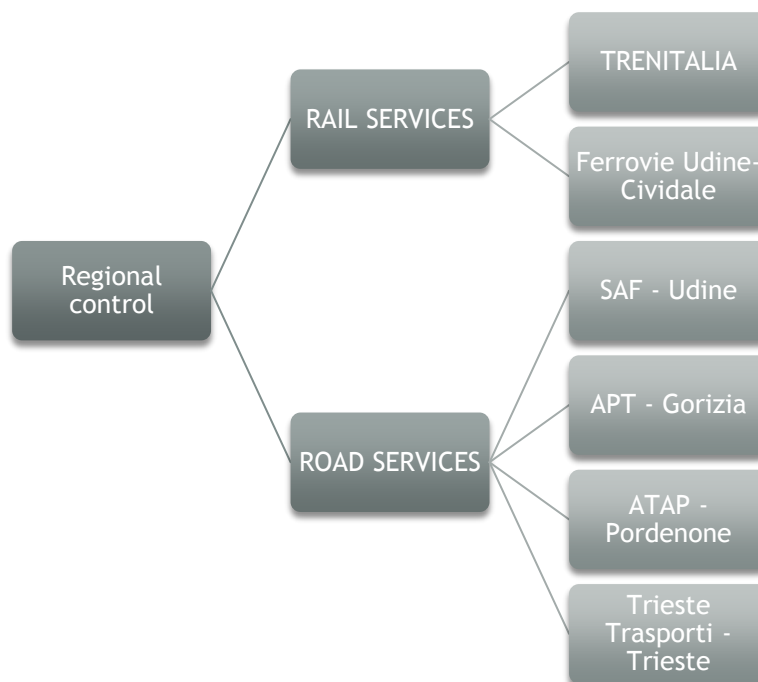 TRENITALIA
RAIL SERVICES
Ferrovie Udine-
Cividale
Regional
control
SAF - Udine
APT - Gorizia
ROAD SERVICES
ATAP -
Pordenone
Trieste
Trasporti -
Trieste